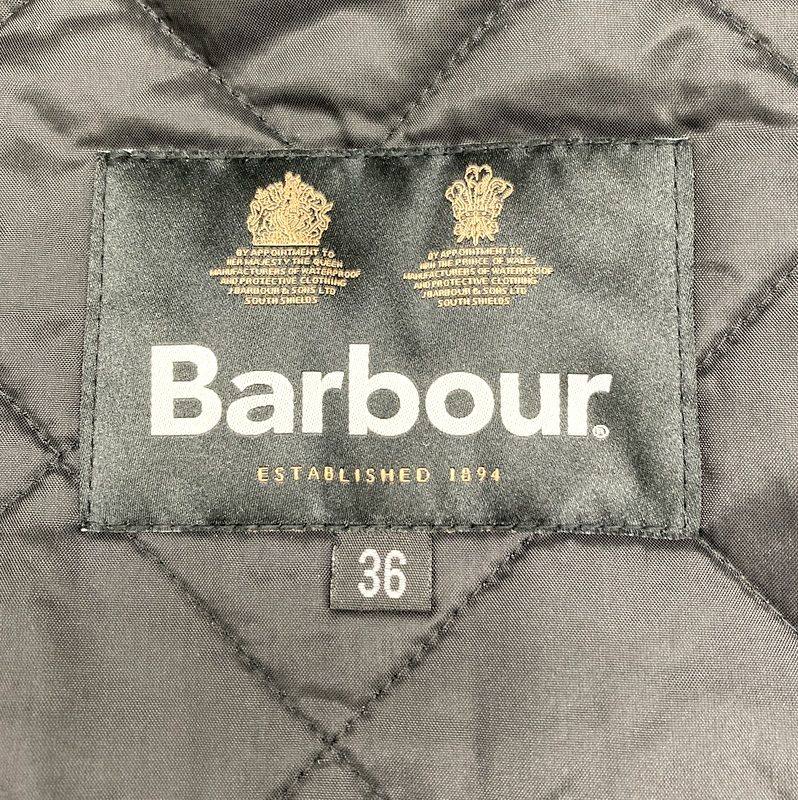 BY APPOINTMENT TO
HER MAJESTY THE QUEEN
MANUFACTURERS OF WATERPROOF
AND PROTECTIVE CLOTHING
J BARBOUR & SONS LTD
SOUTH SHIELDS
BY APPOINTMENT TO
HRH THE PRINCE OF WALES
MANUFACTURERS OF WATERPROOF
AND PROTECTIVE CLOTHING
J BARBOUR & SONS LTD
SOUTH SHIELDS
Barbour®
ESTABLISHED 1894
36